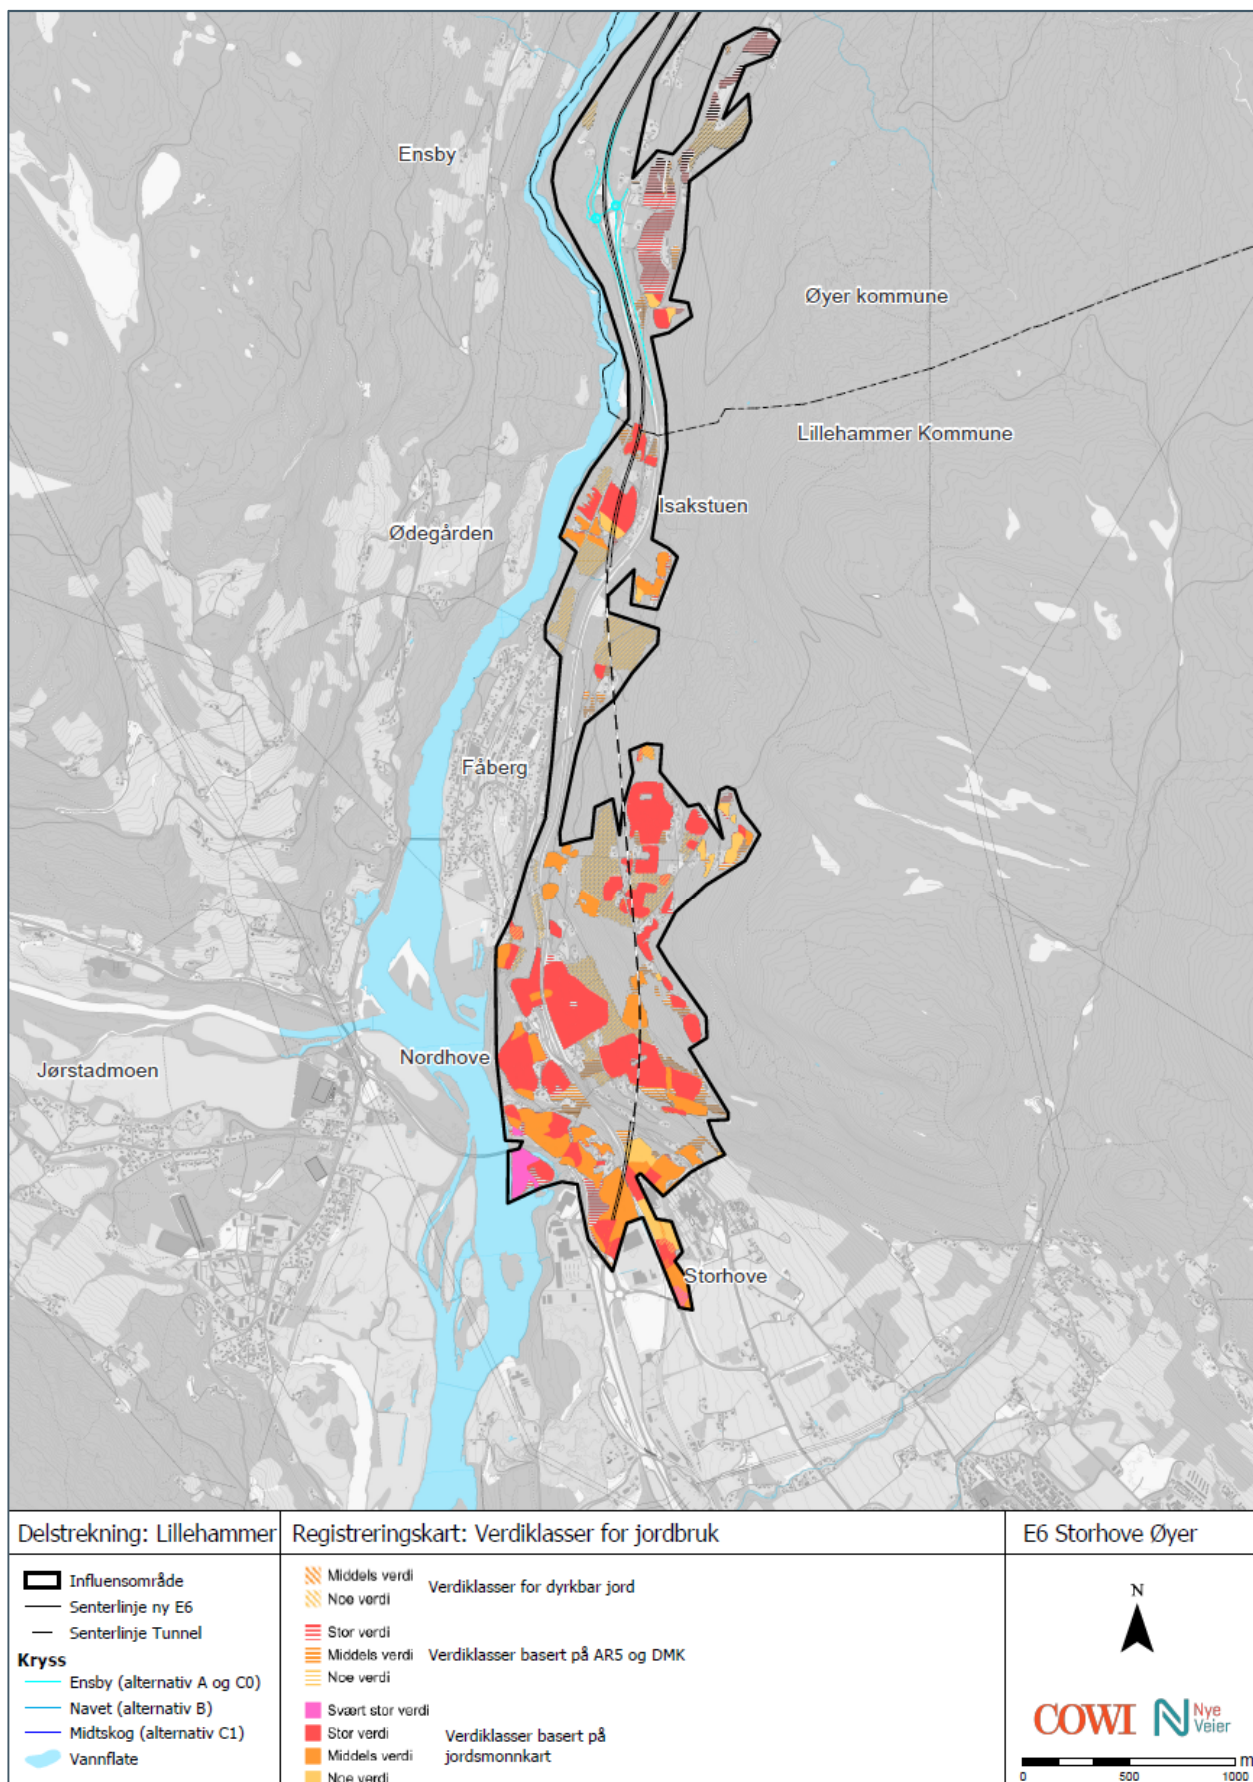 Ensby
Øyer kommune
Lillehammer Kommune
Isakstuen
Ødegården
Fåberg
Nordhove
Jørstadmoen
Storhove
Delstrekning: Lillehammer
Registreringskart: Verdiklasser for jordbruk
E6 Storhove Øyer
Influensområde
Senterlinje ny E6
Senterlinje Tunnel
Kryss
Ensby (alternativ A og C0)
Navet (alternativ B)
Midtskog (alternativ C1)
Vannflate
Middels verdi
Noe verdi
Verdiklasser for dyrkbar jord
Stor verdi
Middels verdi
Noe verdi
Verdiklasser basert på AR5 og DMK
Svært stor verdi
Stor verdi
Middels verdi
Noe verdi
Verdiklasser basert på
jordsmonnkart
N
COWI
Nye
Veier
m
0 500 1000